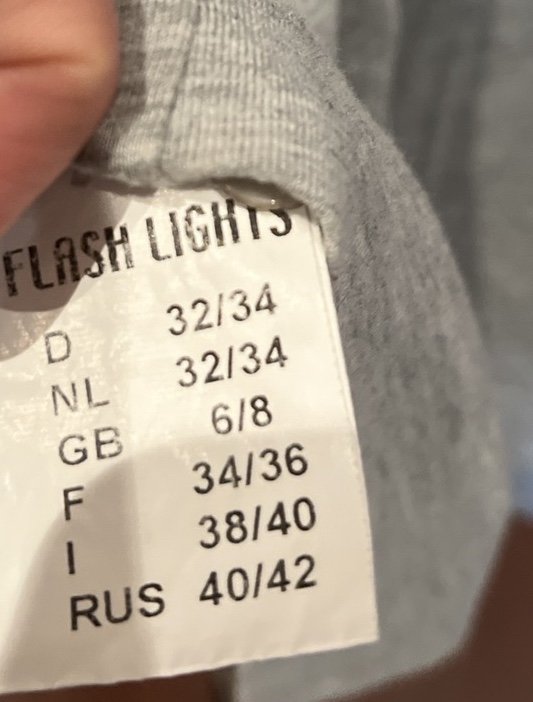 FLASH LIGHTS
D 32/34
NL 32/34
GB 6/8
F 34/36
I 38/40
RUS 40/42